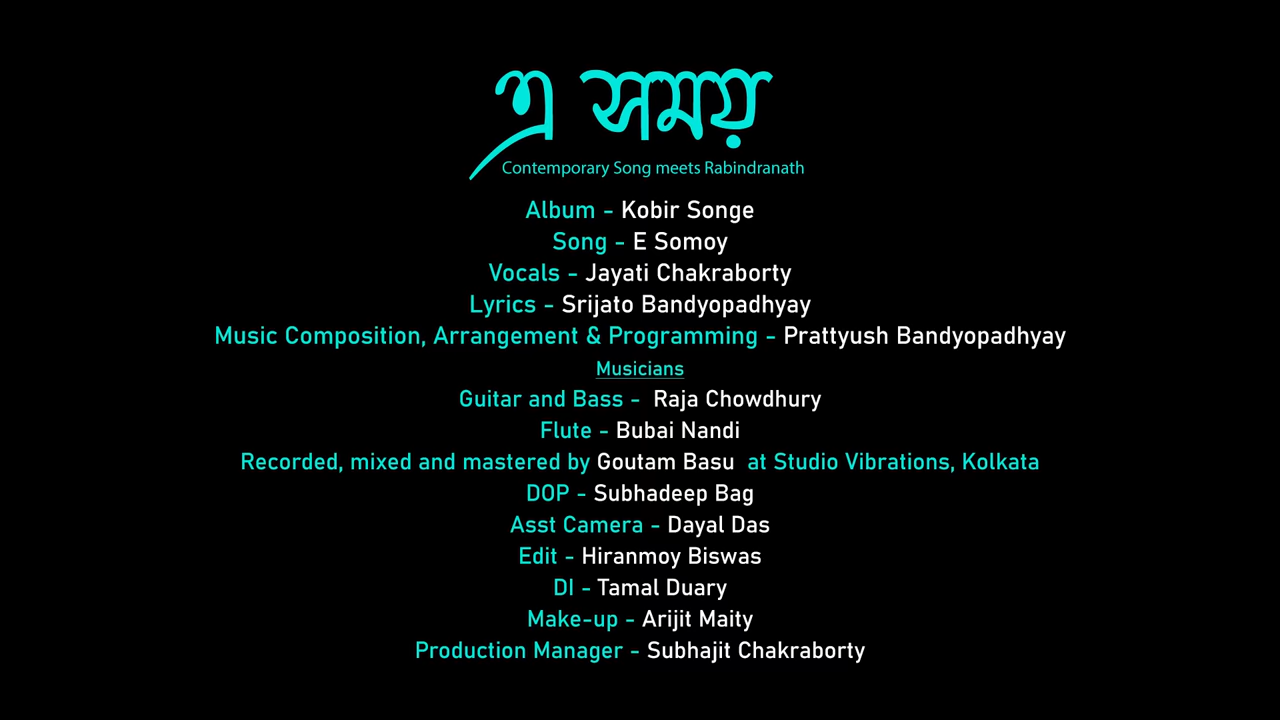 এ সময়
Contemporary Song meets Rabindranath
Album - Kobir Songe
Song - E Somoy
Vocals - Jayati Chakraborty
Lyrics - Srijato Bandyopadhyay
Music Composition, Arrangement & Programming - Prattyush Bandyopadhyay
Musicians
Guitar and Bass - Raja Chowdhury
Flute - Bubai Nandi
Recorded, mixed and mastered by Goutam Basu at Studio Vibrations, Kolkata
DOP - Subhadeep Bag
Asst Camera - Dayal Das
Edit - Hiranmoy Biswas
DI - Tamal Duary
Make-up - Arijit Maity
Production Manager - Subhajit Chakraborty